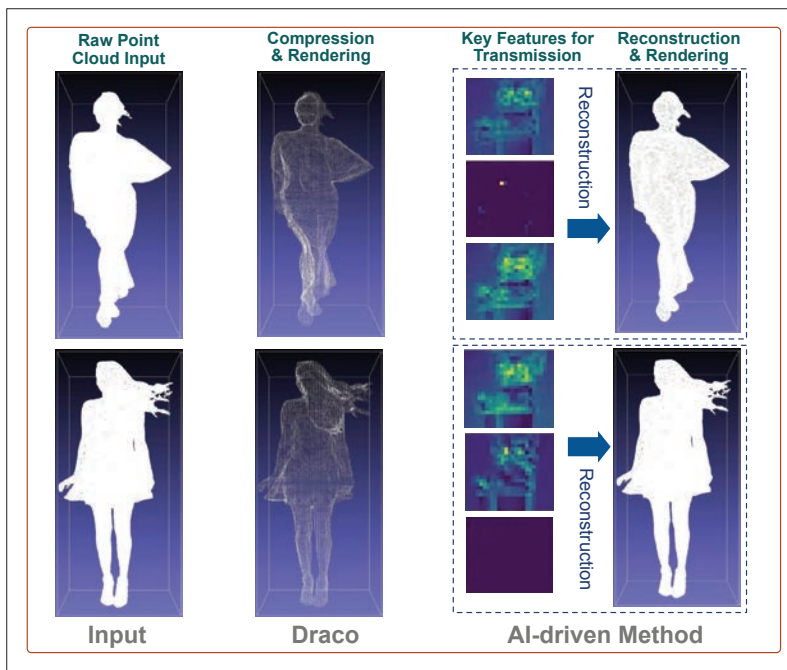 Raw Point
Cloud Input
Compression
& Rendering
Key Features for
Transmission
Reconstruction
& Rendering
Reconstruction
Reconstruction
Input
Draco
AI-driven Method